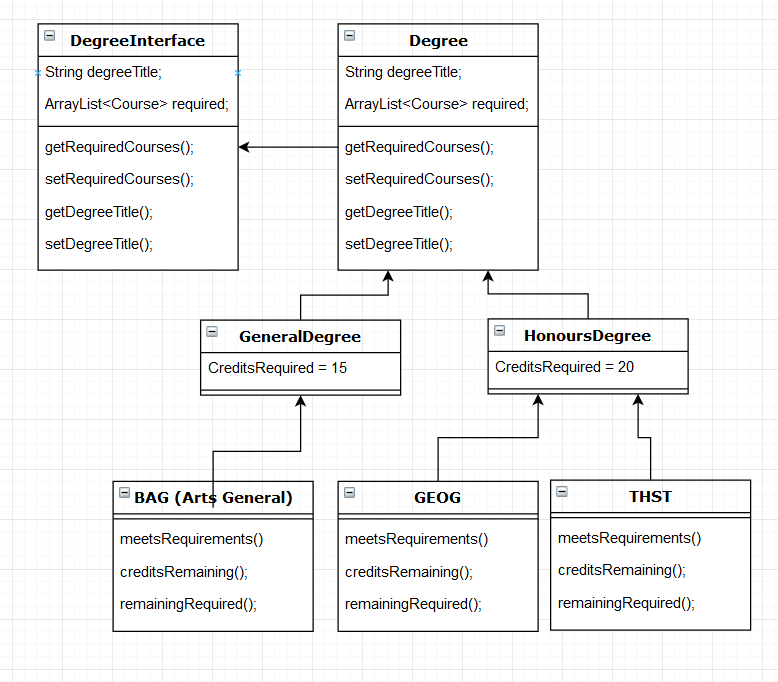 DegreeInterface
String degreeTitle;
ArrayList<Course> required;
getRequiredCourses();
setRequiredCourses();
getDegreeTitle();
setDegreeTitle();
Degree
String degreeTitle;
ArrayList<Course> required;
getRequiredCourses();
setRequiredCourses();
getDegreeTitle();
setDegreeTitle();
GeneralDegree
CreditsRequired = 15
HonoursDegree
CreditsRequired = 20
BAG (Arts General)
meetsRequirements()
creditsRemaining();
remainingRequired();
GEOG
meetsRequirements()
creditsRemaining();
remainingRequired();
THST
meetsRequirements()
creditsRemaining();
remainingRequired();